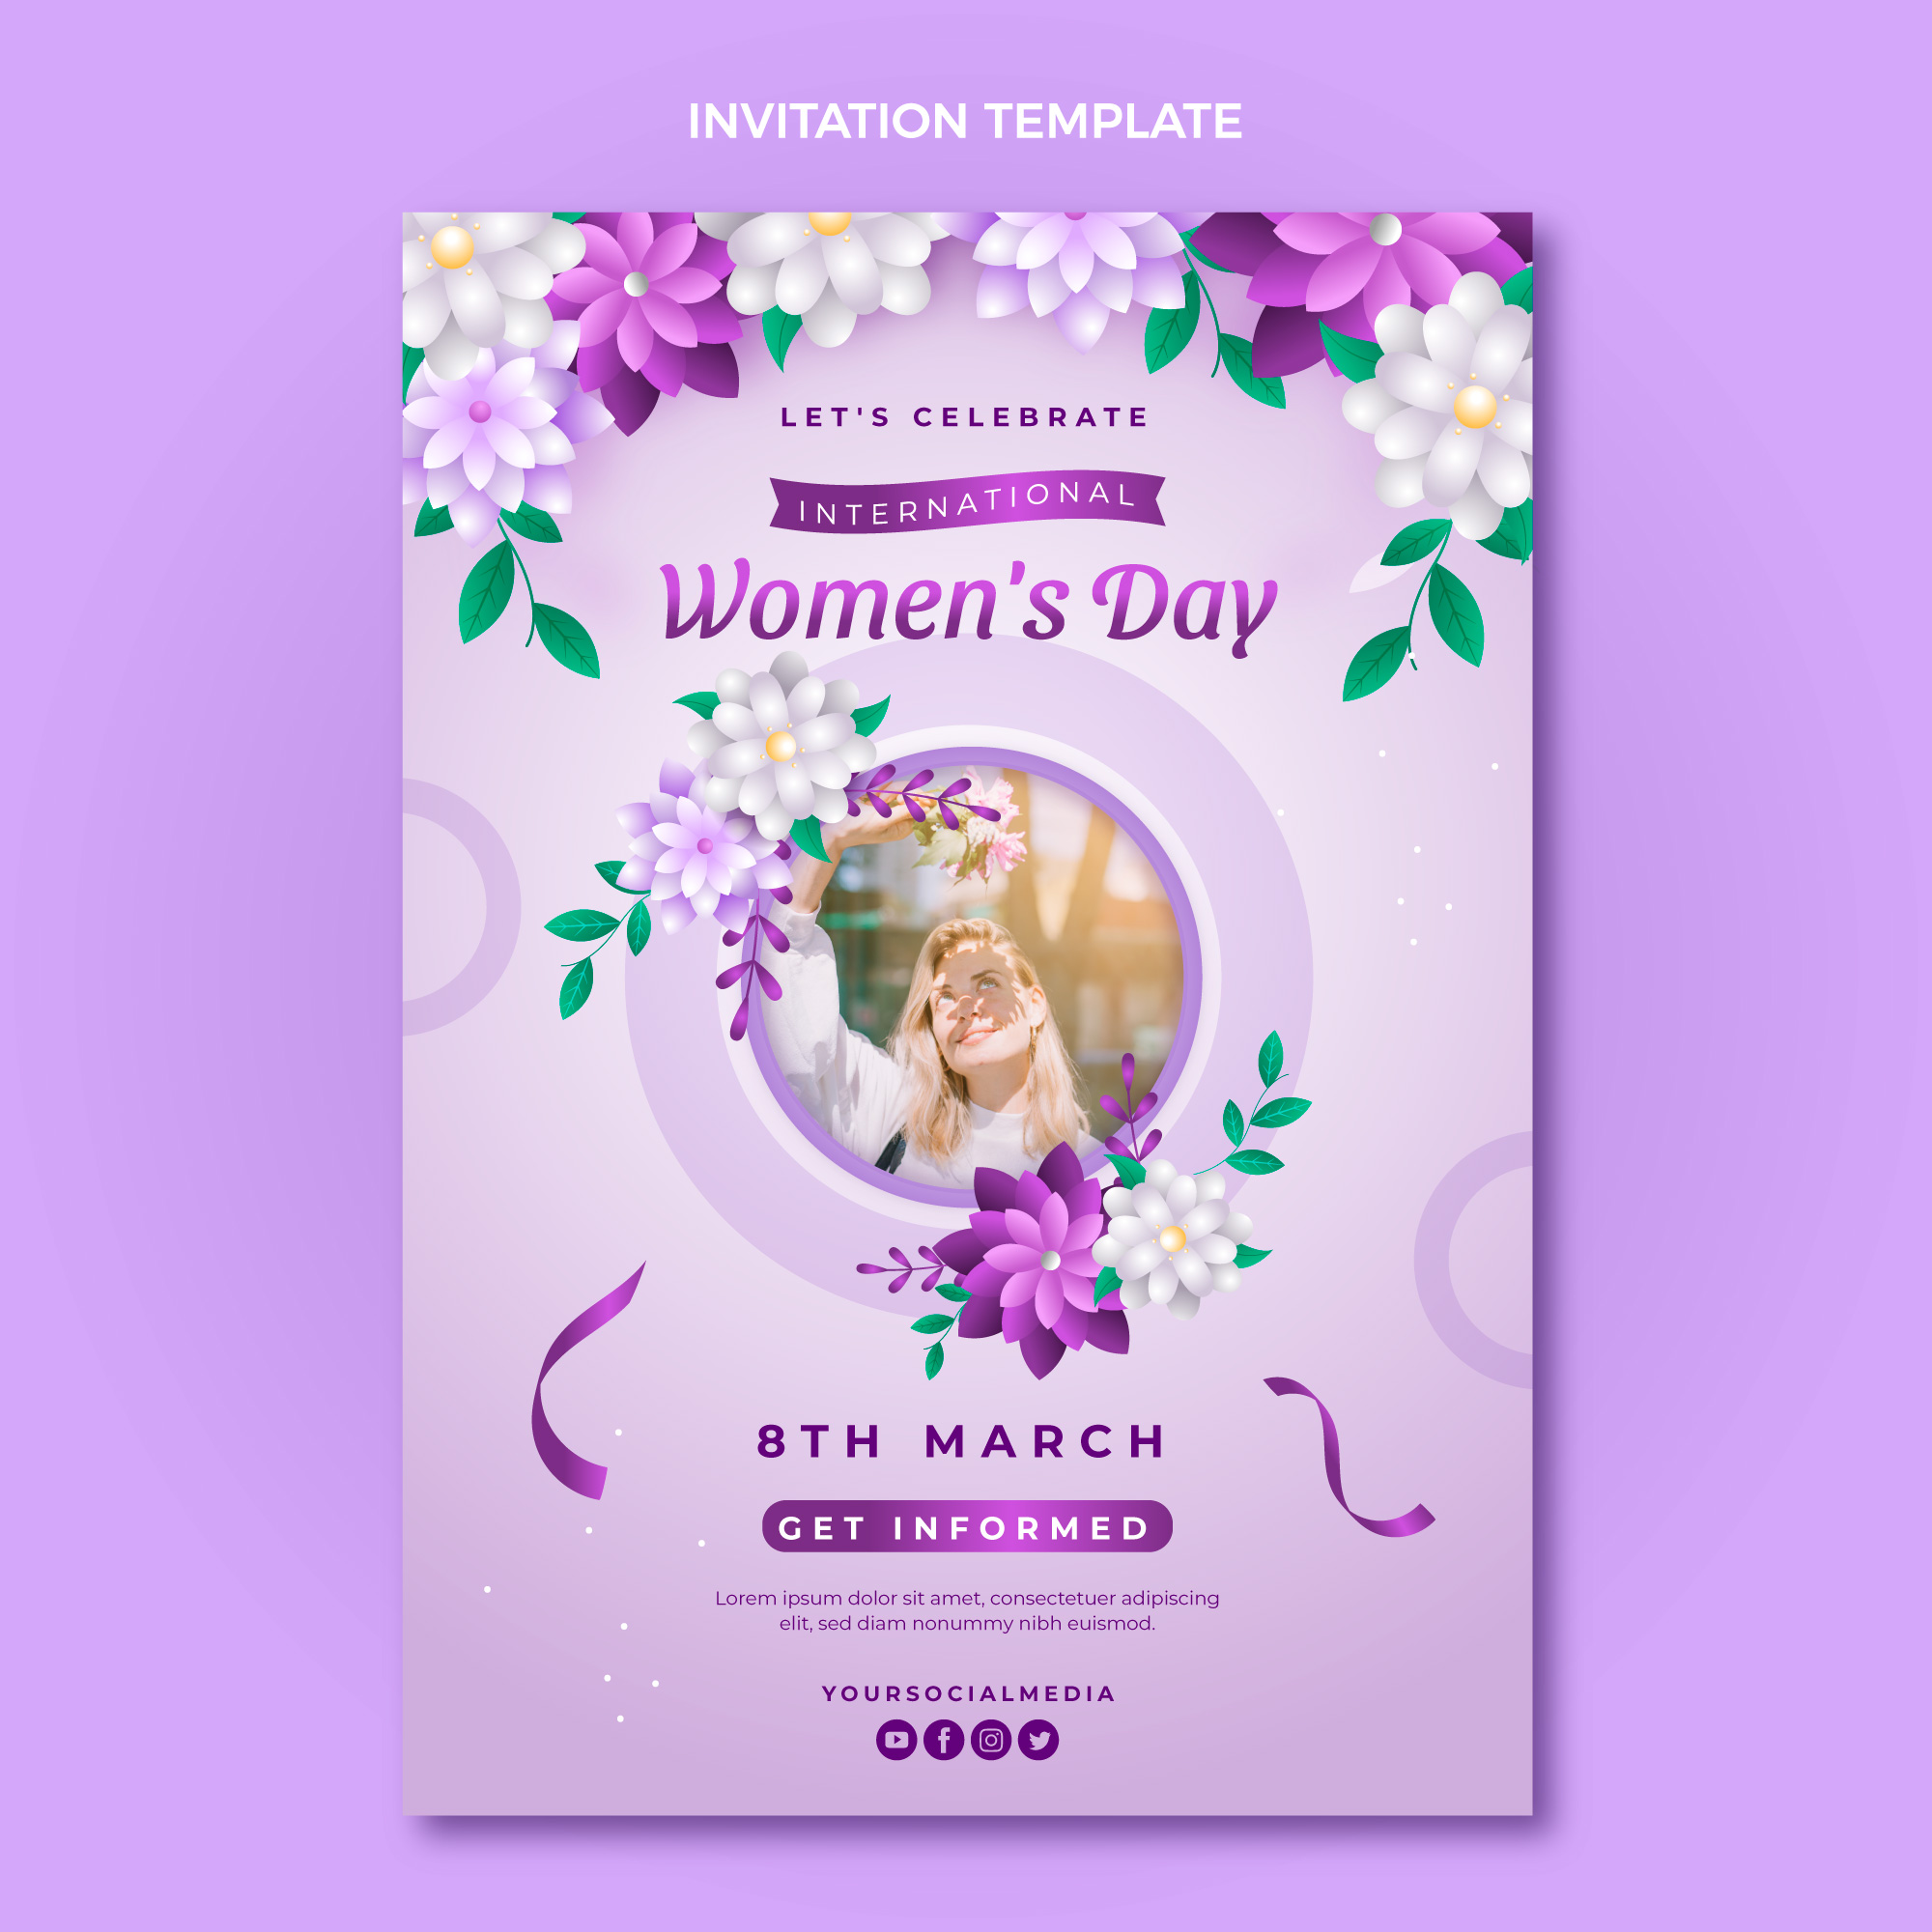 INVITATION TEMPLATE
LET'S CELEBRATE
INTERNATIONAL
Women's Day
8TH MARCH
GET INFORMED
Lorem ipsum dolor sit amet, consectetuer adipiscing
elit, sed diam nonummy nibh euismod.
YOURSOCIALMEDIA